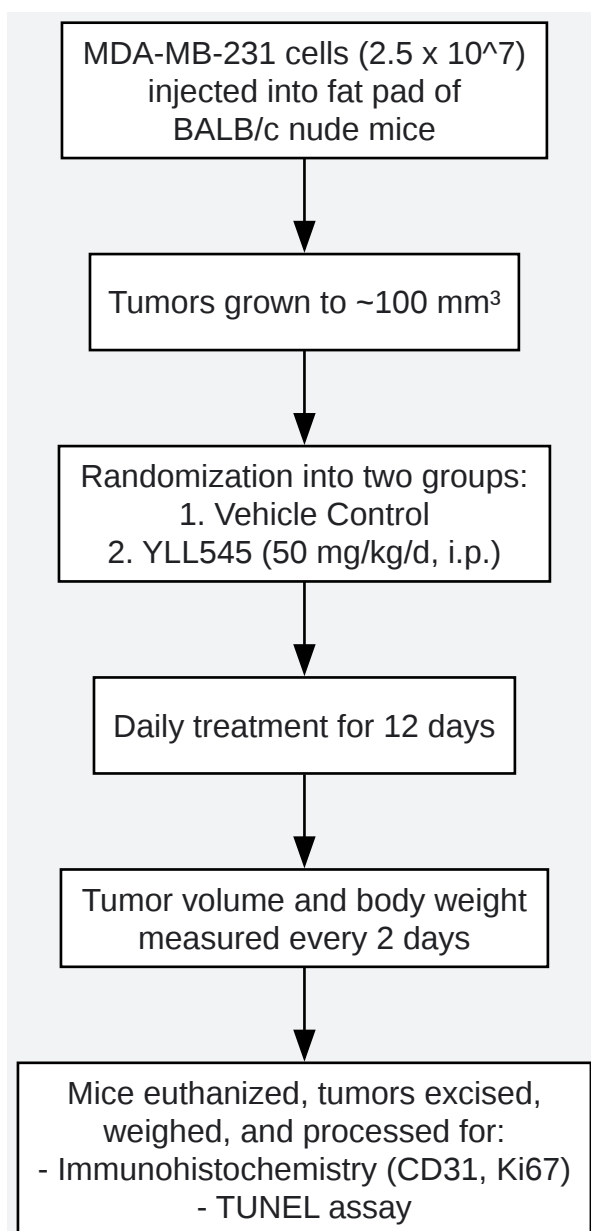 MDA-MB-231 cells (2.5 x 10^7)
injected into fat pad of
BALB/c nude mice
Tumors grown to ~100 mm³
Randomization into two groups:
1. Vehicle Control
2. YLL545 (50 mg/kg/d, i.p.)
Daily treatment for 12 days
Tumor volume and body weight
measured every 2 days
Mice euthanized, tumors excised,
weighed, and processed for:
- Immunohistochemistry (CD31, Ki67)
- TUNEL assay